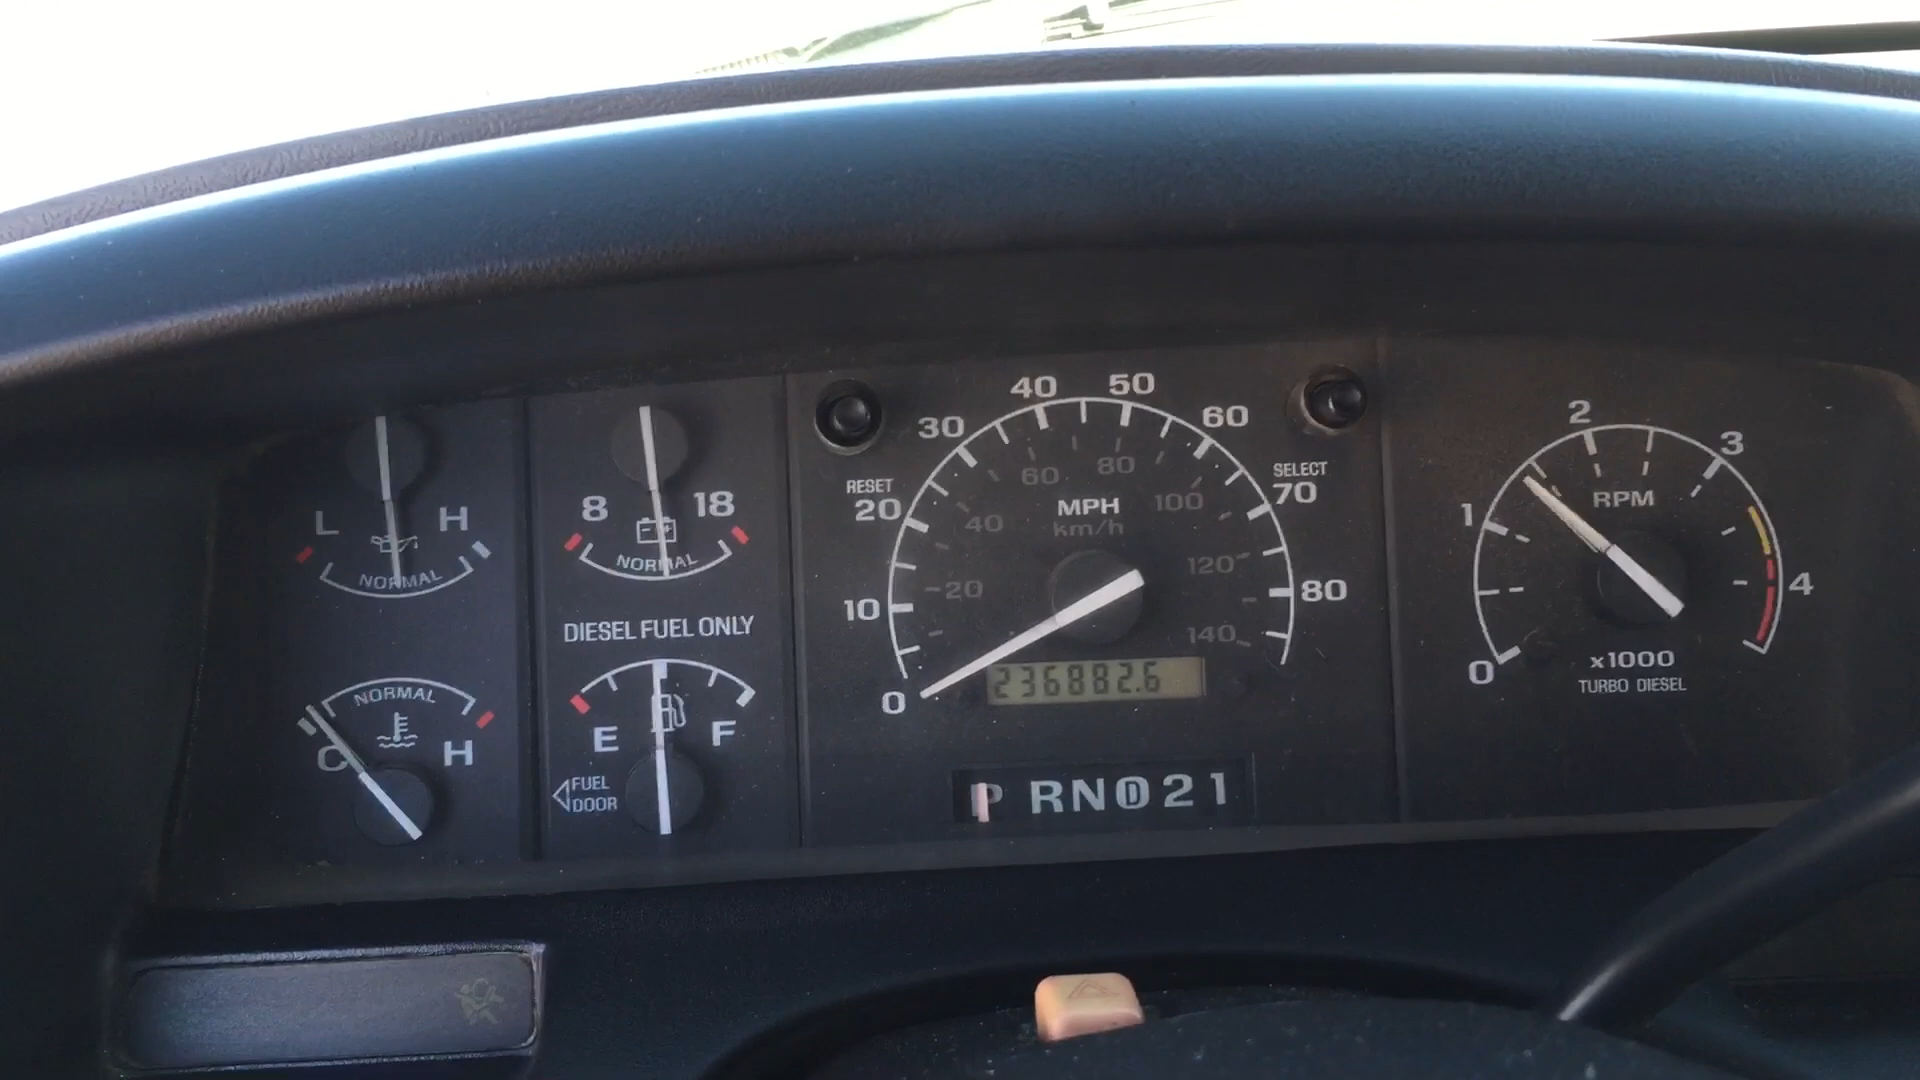 40 50
30 60
2 3
60 80
RESET SELECT
20 70
MPH
km/h
40 100
RPM
1
L H
8 18
NORMAL
NORMAL
120
10 20 80
4
DIESEL FUEL ONLY
140
x1000
TURBO DIESEL
0
236882.6
0
NORMAL
C H
E F
FUEL
DOOR
P R N D 2 1